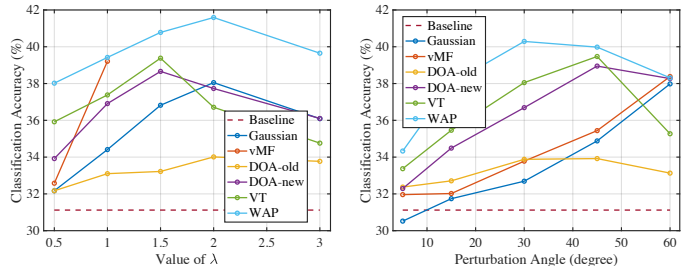 42
40
38
36
34
32
30
Classification Accuracy (%)
0.5
1
1.5
2
2.5
3
Value of λ
Baseline
Gaussian
vMF
DOA-old
DOA-new
VT
WAP
42
40
38
36
34
32
30
Classification Accuracy (%)
10
20
30
40
50
60
Perturbation Angle (degree)
Baseline
Gaussian
vMF
DOA-old
DOA-new
VT
WAP